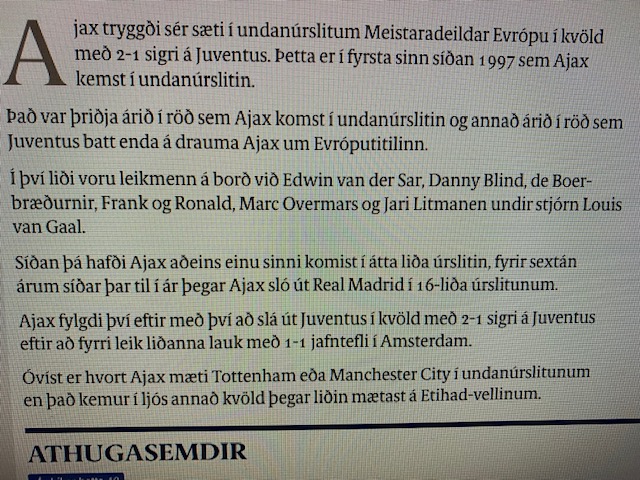 Ajax tryggði sér sæti í undanúrslitum Meistaradeildar Evrópu í kvöld
með 2-1 sigri á Juventus. Þetta er í fyrsta sinn síðan 1997 sem Ajax
kemst í undanúrslitin.
Það var þriðja árið í röð sem Ajax komst í undanúrslitin og annað árið í röð sem
Juventus batt enda á drauma Ajax um Evróputitilinn.
Í því liði voru leikmenn á borð við Edwin van der Sar, Danny Blind, de Boer-
bræðurnir, Frank og Ronald, Marc Overmars og Jari Litmanen undir stjórn Louis
van Gaal.
Síðan þá hafði Ajax aðeins einu sinni komist í átta liða úrslitin, fyrir sextán
árum síðar þar til í ár þegar Ajax sló út Real Madrid í 16-liða úrslitunum.
Ajax fylgdi því eftir með því að slá út Juventus í kvöld með 2-1 sigri á Juventus
eftir að fyrri leik liðanna lauk með 1-1 jafntefli í Amsterdam.
Óvíst er hvort Ajax mæti Tottenham eða Manchester City í undanúrslitunum
en það kemur í ljós annað kvöld þegar liðin mætast á Etihad-vellinum.
ATHUGASEMDIR